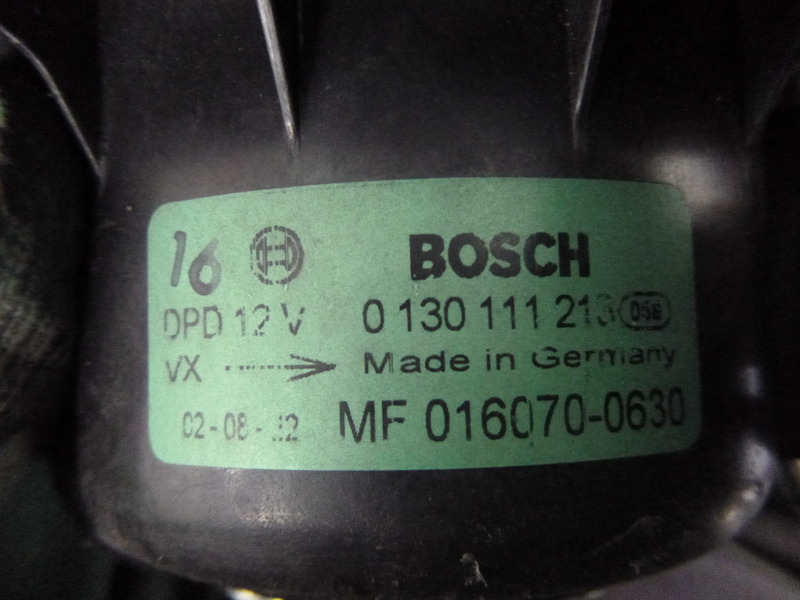 16 BOSCH
DPD 12 V 0 130 111 213
VX Made in Germany
MF 016070-0630